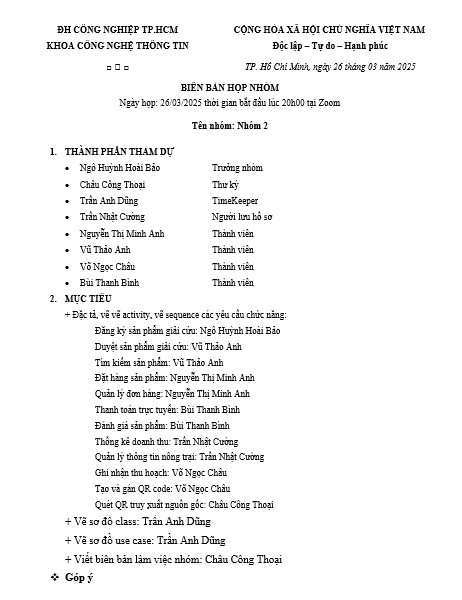 ĐH CÔNG NGHIỆP TP.HCM
CỘNG HÒA XÃ HỘI CHỦ NGHĨA VIỆT NAM
KHOA CÔNG NGHỆ THÔNG TIN
Độc lập – Tự do – Hạnh phúc
TP. Hồ Chí Minh, ngày 26 tháng 03 năm 2025
BIÊN BẢN HỌP NHÓM
Ngày họp: 26/03/2025 thời gian bắt đầu lúc 20h00 tại Zoom
Tên nhóm: Nhóm 2
1. THÀNH PHẦN THAM DỰ
• Ngô Huỳnh Hoài Bảo Trưởng nhóm
• Châu Công Thoại Thư ký
• Trần Anh Dũng TimeKeeper
• Trần Nhật Cường Người lưu hồ sơ
• Nguyễn Thị Minh Anh Thành viên
• Vũ Thảo Anh Thành viên
• Võ Ngọc Châu Thành viên
• Bùi Thanh Bình Thành viên
2. MỤC TIÊU
+ Đặc tả, vẽ vẽ activity, vẽ sequence các yêu cầu chức năng:
Đăng ký sản phẩm giải cứu: Ngô Huỳnh Hoài Bảo
Duyệt sản phẩm giải cứu: Vũ Thảo Anh
Tìm kiếm sản phẩm: Vũ Thảo Anh
Đặt hàng sản phẩm: Nguyễn Thị Minh Anh
Quản lý đơn hàng: Nguyễn Thị Minh Anh
Thanh toán trực tuyến: Bùi Thanh Bình
Đánh giá sản phẩm: Bùi Thanh Bình
Thống kê doanh thu: Trần Nhật Cường
Quản lý thông tin nông trại: Trần Nhật Cường
Ghi nhận thu hoạch: Võ Ngọc Châu
Tạo và gán QR code: Võ Ngọc Châu
Quét QR truy xuất nguồn gốc: Châu Công Thoại
+ Vẽ sơ đồ class: Trần Anh Dũng
+ Vẽ sơ đồ use case: Trần Anh Dũng
+ Viết biên bản làm việc nhóm: Châu Công Thoại
❖ Góp ý